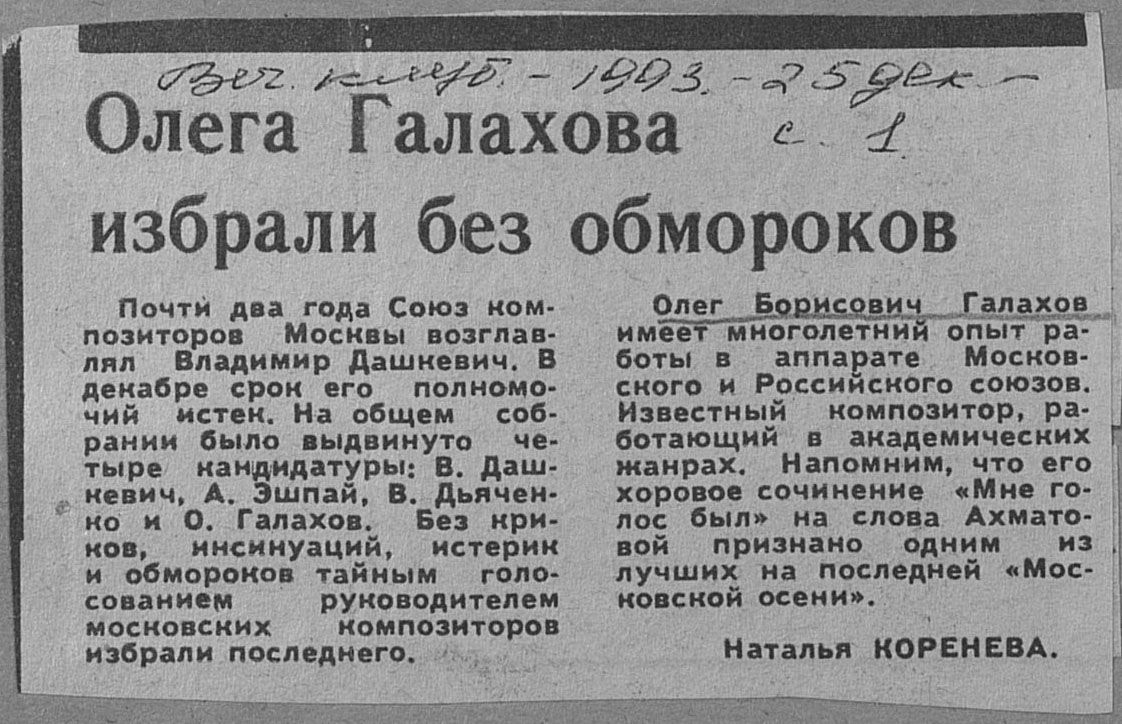 Веч. клуб. - 1993. - 25 дек. -
с. 1.
Олега Галахова
избрали без обмороков
Почти два года Союз ком-
позиторов Москвы возглав-
лял Владимир Дашкевич. В
декабре срок его полномо-
чий истек. На общем соб-
рании было выдвинуто че-
тыре кандидатуры: В. Даш-
кевич, А. Эшпай, В. Дьячен-
ко и О. Галахов. Без кри-
ков, инсинуаций, истерик
и обмороков тайным голо-
сованием руководителем
московских композиторов
избрали последнего.
Олег Борисович Галахов
имеет многолетний опыт ра-
боты в аппарате Москов-
ского и Российского союзов.
Известный композитор, ра-
ботающий в академических
жанрах. Напомним, что его
хоровое сочинение «Мне го-
лос был» на слова Ахмато-
вой признано одним из
лучших на последней «Мос-
ковской осени».
Наталья КОРЕНЕВА.